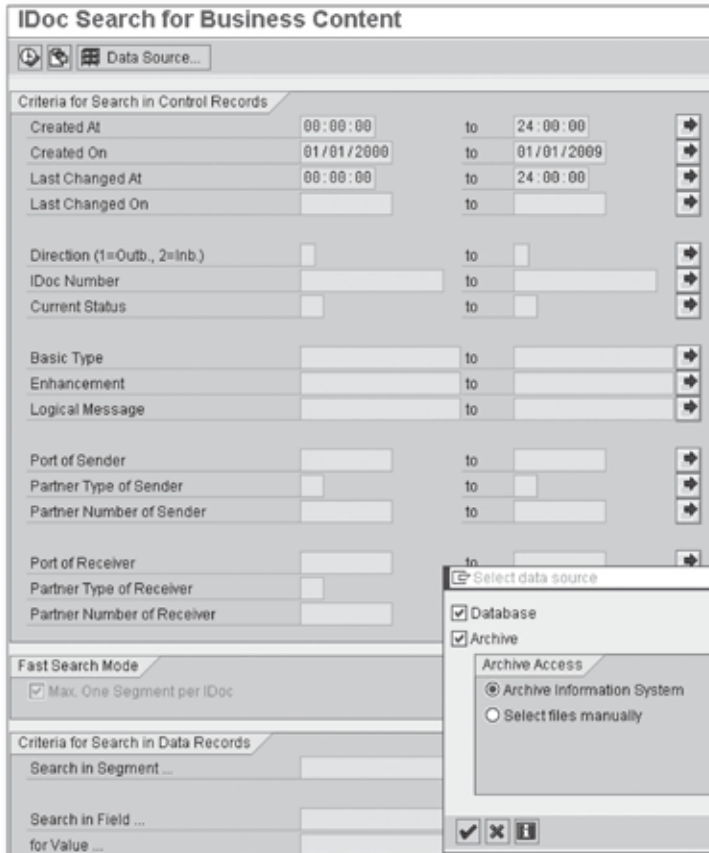 IDoc Search for Business Content
Data Source...
Criteria for Search in Control Records
Created At 00:00:00 to 24:00:00
Created On 01/01/2000 to 01/01/2009
Last Changed At 00:00:00 to 24:00:00
Last Changed On to
Direction (1=Outb., 2=Inb.) to
IDoc Number to
Current Status to
Basic Type to
Enhancement to
Logical Message to
Port of Sender to
Partner Type of Sender to
Partner Number of Sender to
Port of Receiver to
Partner Type of Receiver
Partner Number of Receiver
Fast Search Mode
Max. One Segment per IDoc
Criteria for Search in Data Records
Search in Segment ...
Search in Field ...
for Value ...
Select data source
Database
Archive
Archive Access
Archive Information System
Select files manually